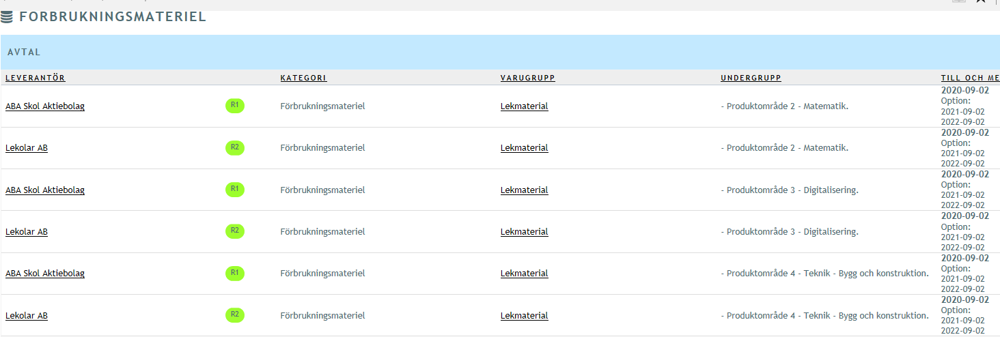 FORBRUKNINGSMATERIEL
AVTAL
LEVERANTÖR KATEGORI VARUGRUPP UNDERGRUPP TILL OCH ME
ABA Skol Aktiebolag R1 Förbrukningsmateriel Lekmaterial - Produktområde 2 - Matematik. 2020-09-02
Option:
2021-09-02
2022-09-02
Lekolar AB R2 Förbrukningsmateriel Lekmaterial - Produktområde 2 - Matematik. 2020-09-02
Option:
2021-09-02
2022-09-02
ABA Skol Aktiebolag R1 Förbrukningsmateriel Lekmaterial - Produktområde 3 - Digitalisering. 2020-09-02
Option:
2021-09-02
2022-09-02
Lekolar AB R2 Förbrukningsmateriel Lekmaterial - Produktområde 3 - Digitalisering. 2020-09-02
Option:
2021-09-02
2022-09-02
ABA Skol Aktiebolag R1 Förbrukningsmateriel Lekmaterial - Produktområde 4 - Teknik - Bygg och konstruktion. 2020-09-02
Option:
2021-09-02
2022-09-02
Lekolar AB R2 Förbrukningsmateriel Lekmaterial - Produktområde 4 - Teknik - Bygg och konstruktion. 2020-09-02
Option:
2021-09-02
2022-09-02